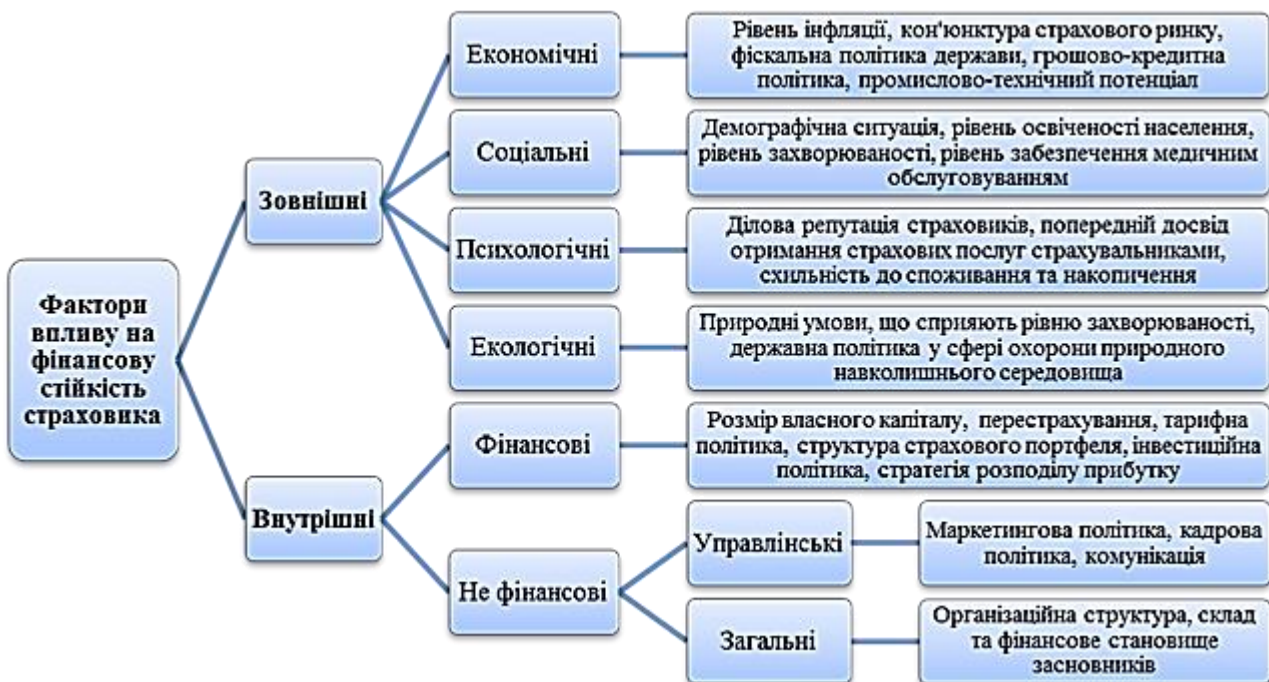 Фактори
впливу на
фінансову
стійкість
страховика
Зовнішні
Економічні
Рівень інфляції, кон'юнктура страхового ринку,
фіскальна політика держави, грошово-кредитна
політика, промислово-технічний потенціал
Соціальні
Демографічна ситуація, рівень освіченості населення,
рівень захворюваності, рівень забезпечення медичним
обслуговуванням
Психологічні
Ділова репутація страховиків, попередній досвід
отримання страхових послуг страхувальниками,
схильність до споживання та накопичення
Екологічні
Природні умови, що сприяють рівню захворюваності,
державна політика у сфері охорони природного
навколишнього середовища
Внутрішні
Фінансові
Розмір власного капіталу, перестрахування, тарифна
політика, структура страхового портфеля, інвестиційна
політика, стратегія розподілу прибутку
Не фінансові
Управлінські
Маркетингова політика, кадрова
політика, комунікація
Загальні
Організаційна структура, склад
та фінансове становище
засновників